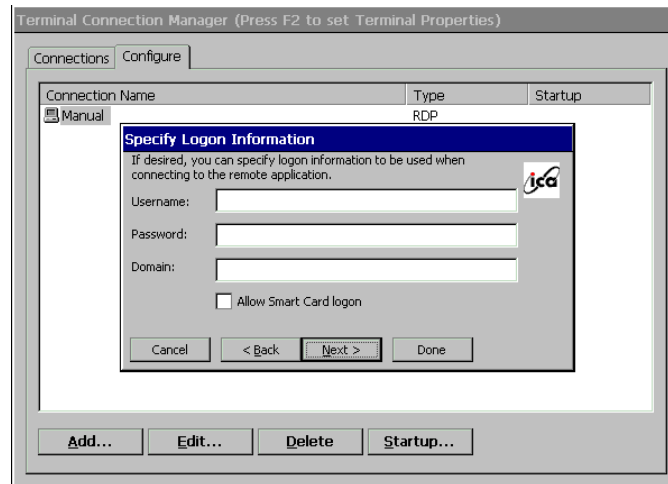 Terminal Connection Manager (Press F2 to set Terminal Properties)
Connections Configure
Connection Name Type Startup
Manual RDP
Specify Logon Information
If desired, you can specify logon information to be used when
connecting to the remote application.
ica
Username:
Password:
Domain:
Allow Smart Card logon
Cancel < Back Next > Done
Add... Edit... Delete Startup...